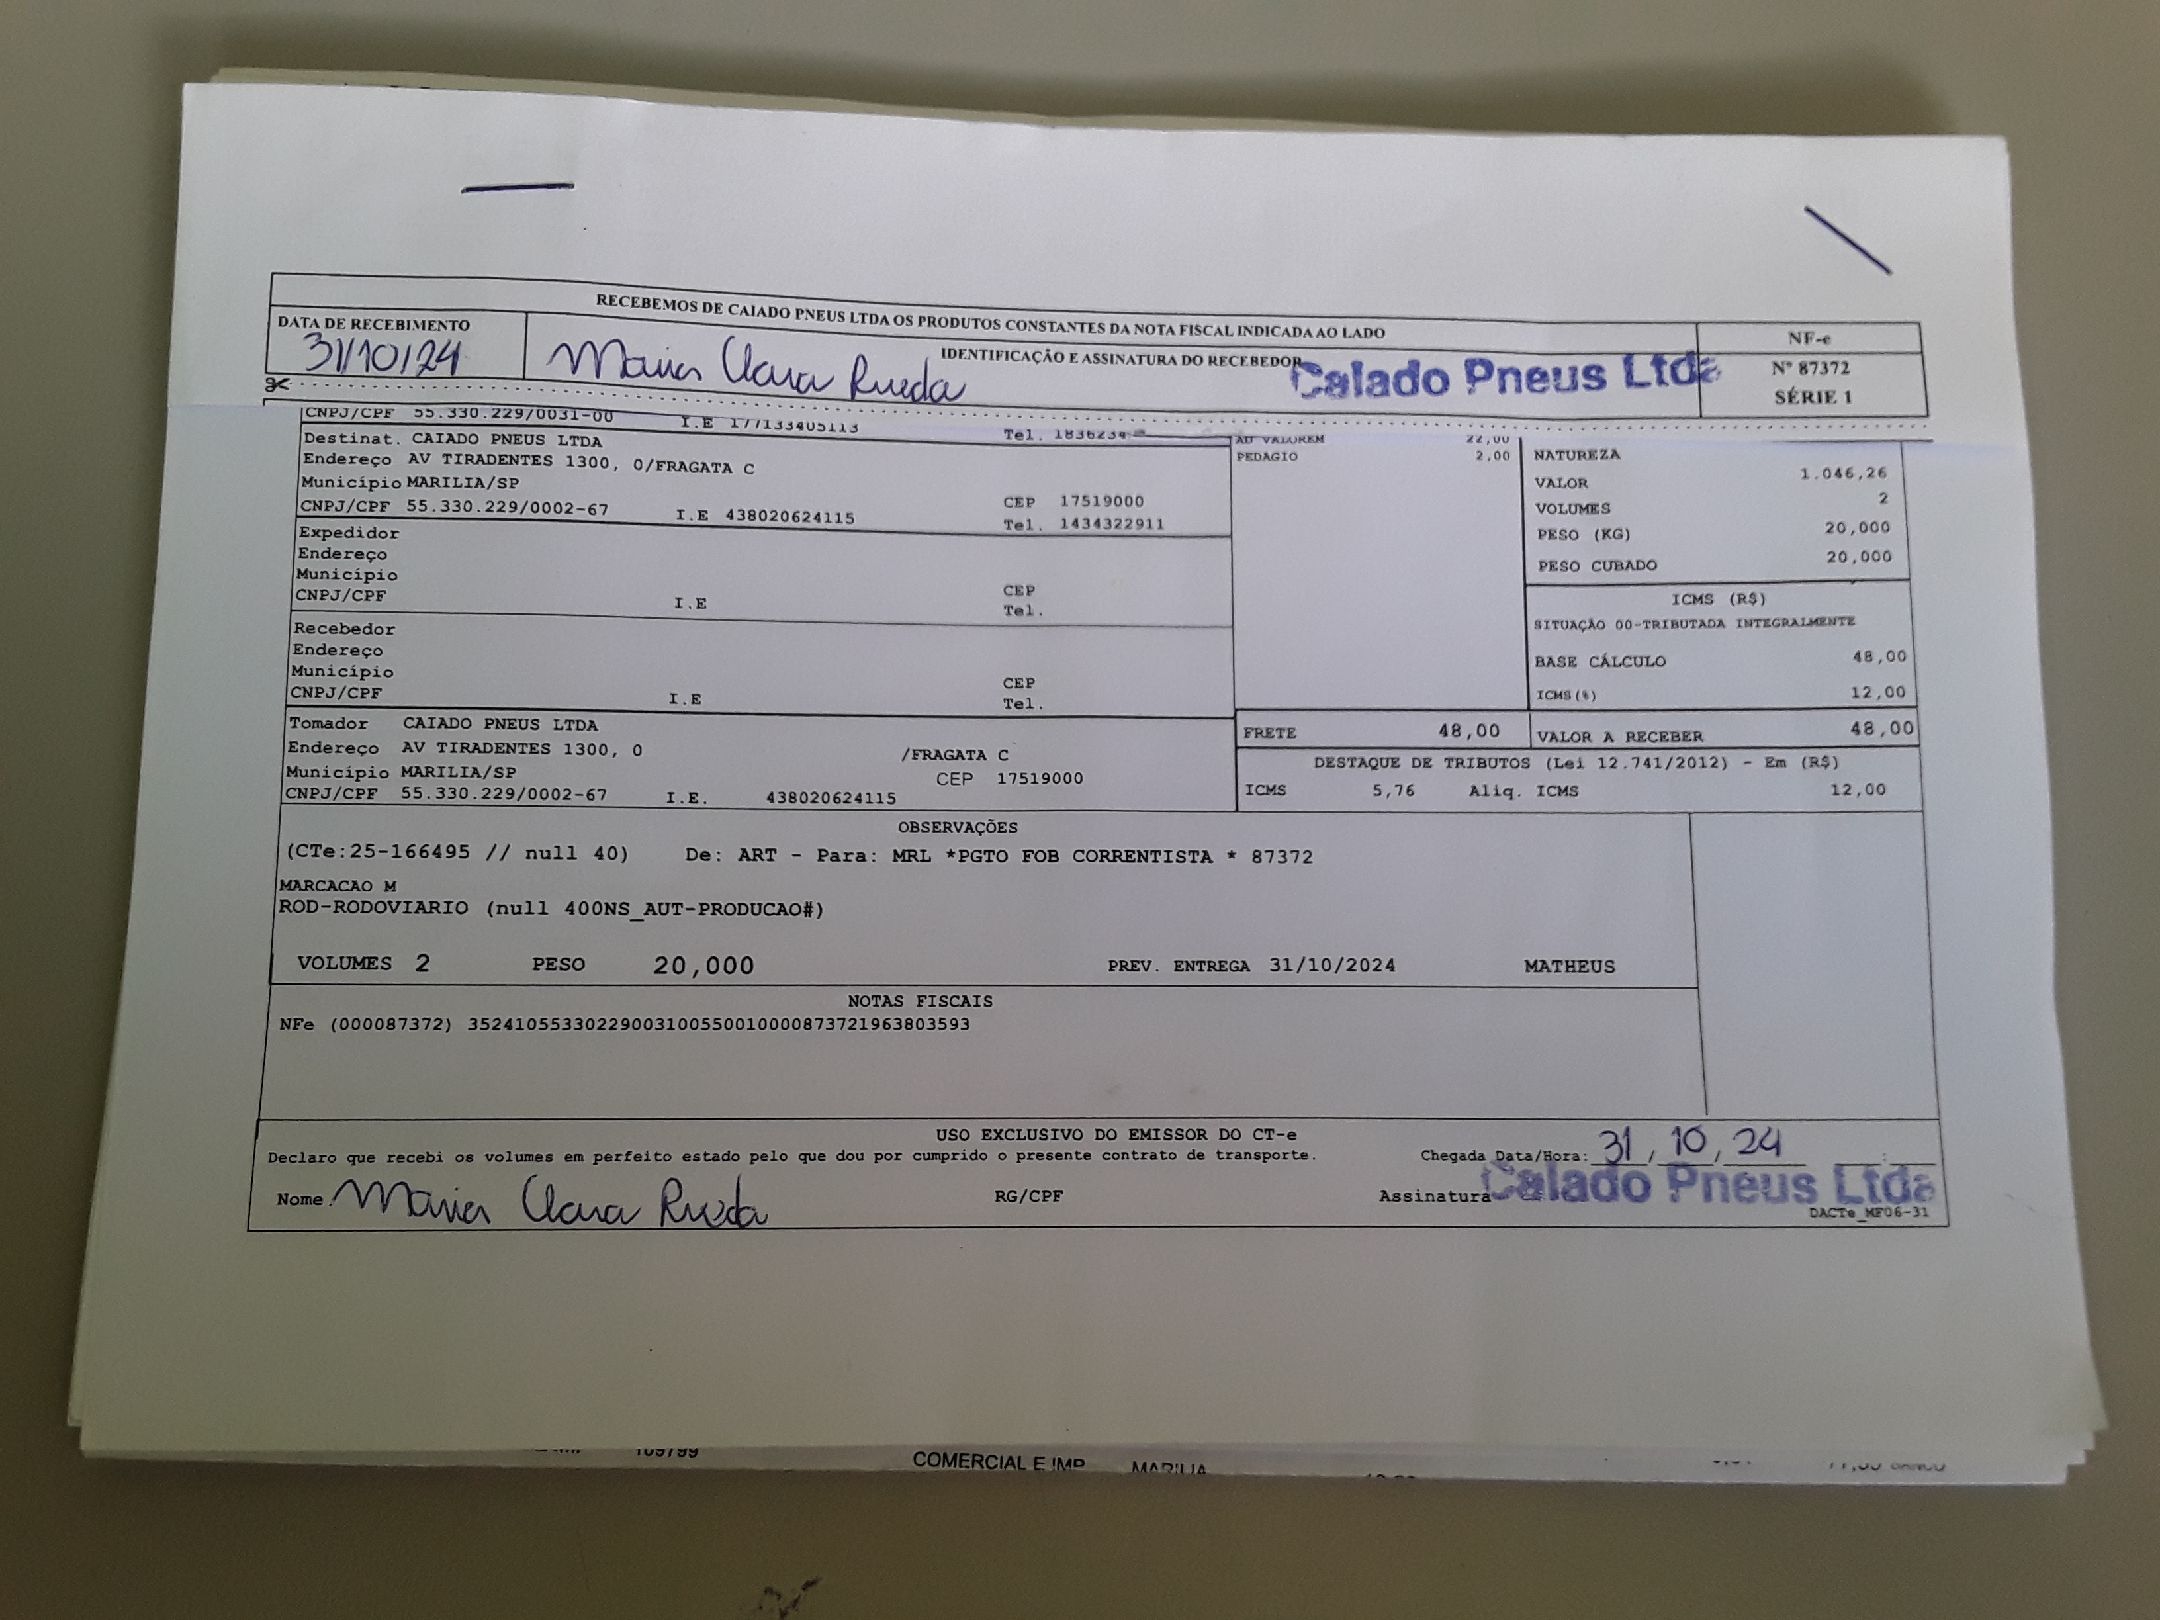 RECEBEMOS DE CAIADO PNEUS LTDA OS PRODUTOS CONSTANTES DA NOTA FISCAL INDICADA AO LADO
DATA DE RECEBIMENTO
31/10/24
IDENTIFICAÇÃO E ASSINATURA DO RECEBEDOR
Maria Clara Rueda
Caiado Pneus Ltda
NF-e
Nº 87372
SÉRIE 1
CNPJ/CPF 55.330.229/0031-00 I.E 177133405113 Tel.
Destinat. CAIADO PNEUS LTDA
Endereço AV TIRADENTES 1300, 0/FRAGATA C
Município MARILIA/SP CEP 17519000
CNPJ/CPF 55.330.229/0002-67 I.E 438020624115 Tel. 1434322911
Expedidor
Endereço
Município CEP
CNPJ/CPF I.E Tel.
Recebedor
Endereço
Município CEP
CNPJ/CPF I.E Tel.
Tomador CAIADO PNEUS LTDA
Endereço AV TIRADENTES 1300, 0 /FRAGATA C
Município MARILIA/SP CEP 17519000
CNPJ/CPF 55.330.229/0002-67 I.E. 438020624115
AD VALOREM 22,00
PEDAGIO 2,00
NATUREZA
VALOR 1.046,26
VOLUMES 2
PESO (KG) 20,000
PESO CUBADO 20,000
ICMS (R$)
SITUAÇÃO 00-TRIBUTADA INTEGRALMENTE
BASE CÁLCULO 48,00
ICMS(%) 12,00
FRETE 48,00 VALOR A RECEBER 48,00
DESTAQUE DE TRIBUTOS (Lei 12.741/2012) - Em (R$)
ICMS 5,76 Aliq. ICMS 12,00
OBSERVAÇÕES
(CTe:25-166495 // null 40) De: ART - Para: MRL *PGTO FOB CORRENTISTA * 87372
MARCACAO M
ROD-RODOVIARIO (null 400NS_AUT-PRODUCAO#)
VOLUMES 2 PESO 20,000 PREV. ENTREGA 31/10/2024 MATHEUS
NOTAS FISCAIS
NFe (000087372) 35241055330229003100550010000873721963803593
USO EXCLUSIVO DO EMISSOR DO CT-e
Declaro que recebi os volumes em perfeito estado pelo que dou por cumprido o presente contrato de transporte. Chegada Data/Hora: 31/10/24 :
Nome. Maria Clara Rueda RG/CPF Assinatura Caiado Pneus Ltda
DACTe_MF06-31
109799 COMERCIAL E IMP MARILIA